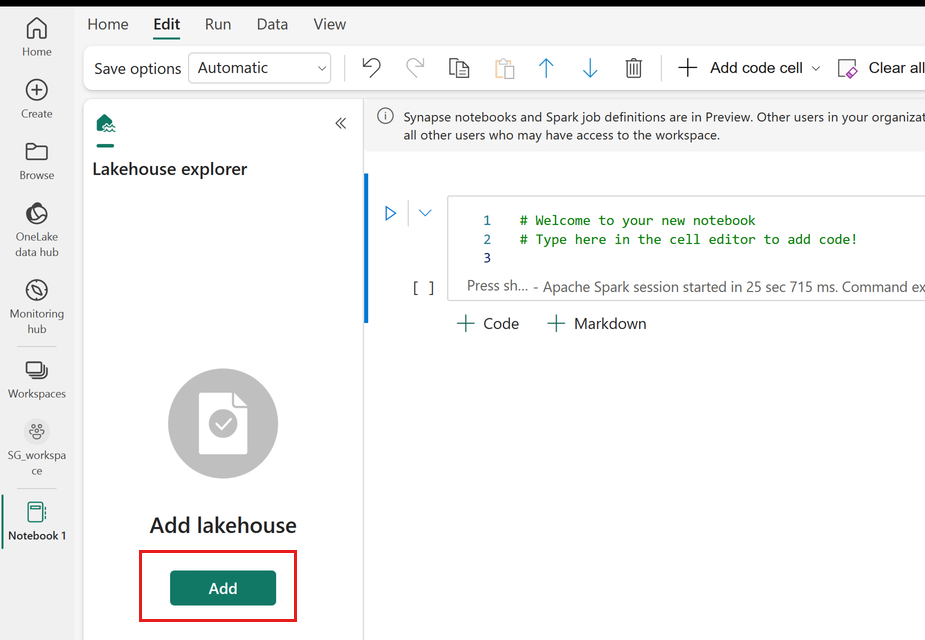 Home
Create
Browse
OneLake
data hub
Monitoring
hub
Workspaces
SG_workspa
ce
Notebook 1
Home Edit Run Data View
Save options Automatic Add code cell Clear all
Lakehouse explorer
Add lakehouse
Add
Synapse notebooks and Spark job definitions are in Preview. Other users in your organizat
all other users who may have access to the workspace.
1 # Welcome to your new notebook
2 # Type here in the cell editor to add code!
3
[ ] Press sh... - Apache Spark session started in 25 sec 715 ms. Command ex
+ Code + Markdown